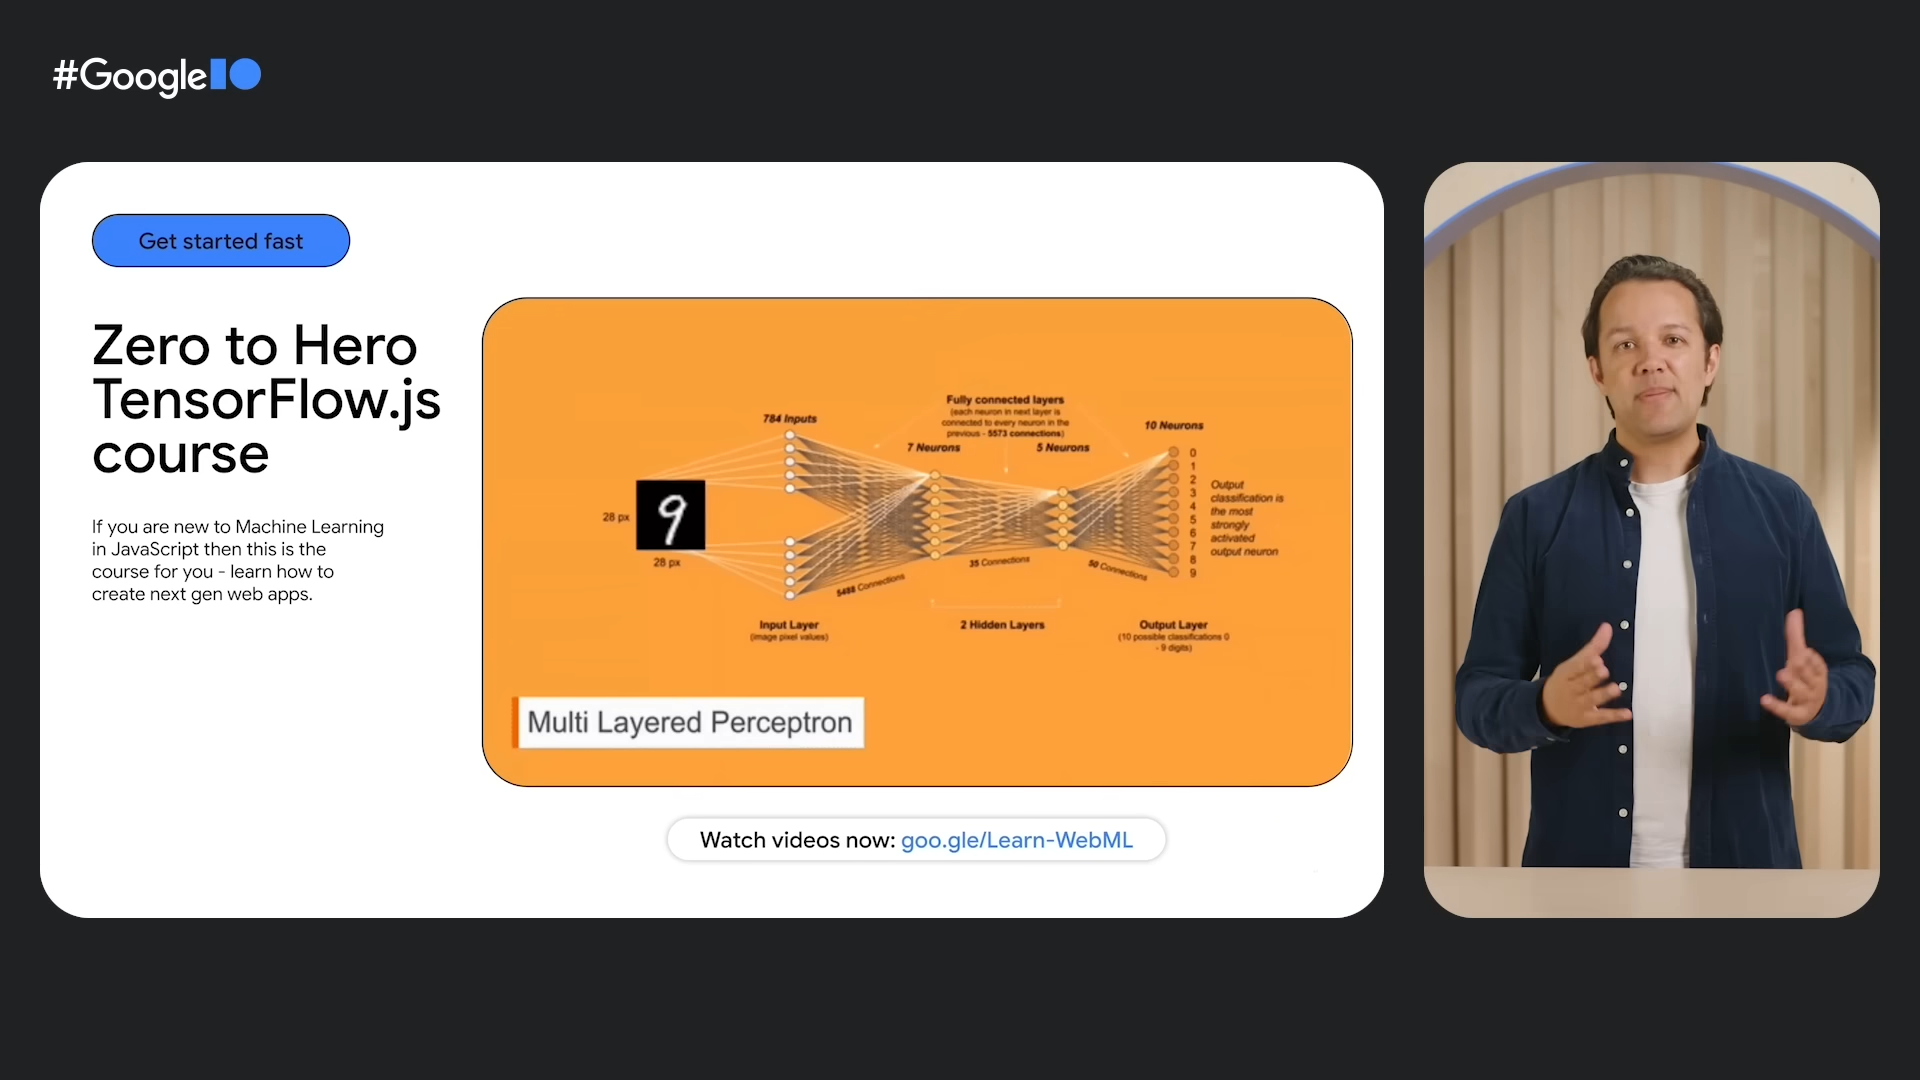 #GoogleIO
Get started fast
Zero to Hero
TensorFlow.js
course
If you are new to Machine Learning
in JavaScript then this is the
course for you - learn how to
create next gen web apps.
784 Inputs
Fully connected layers
(each neuron in next layer is
connected to every neuron in the
previous - 5573 connections)
7 Neurons
5 Neurons
10 Neurons
28 px
9
28 px
0
1
2
3
4
5
6
7
8
9
Output
classification is
the most
strongly
activated
output neuron
5488 Connections
35 Connections
50 Connections
Input Layer
(image pixel values)
2 Hidden Layers
Output Layer
(10 possible classifications 0
- 9 digits)
Multi Layered Perceptron
Watch videos now: goo.gle/Learn-WebML